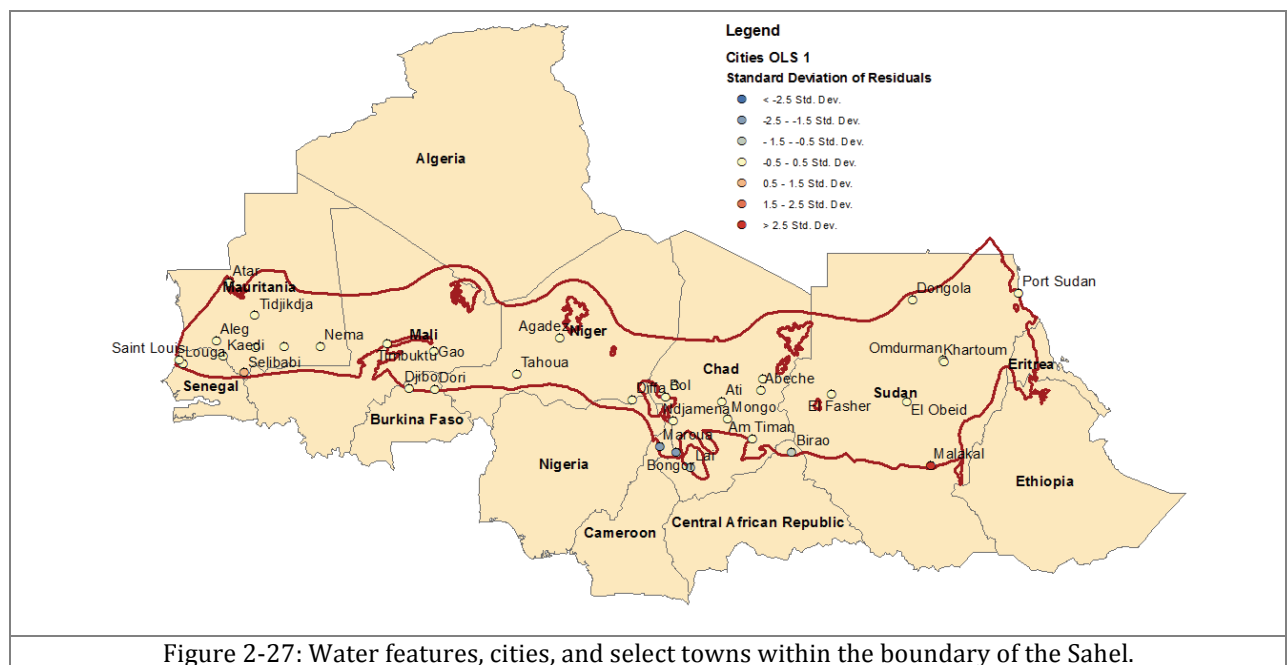 Legend
Cities OLS 1
Standard Deviation of Residuals
< -2.5 Std. Dev.
-2.5 - -1.5 Std. Dev.
- 1.5 - -0.5 Std. Dev.
-0.5 - 0.5 Std. Dev.
0.5 - 1.5 Std. Dev.
1.5 - 2.5 Std. Dev.
> 2.5 Std. Dev.
Algeria
Atar
Mauritania
Tidjikdja
Aleg
Kaedi
Nema
Saint Louis
Louga
Selibabi
Senegal
Mali
Timbuktu
Gao
Djibo
Dori
Burkina Faso
Agadez
Niger
Tahoua
Nigeria
Diffa
Bol
Chad
Ati
Abeche
Ndjamena
Mongo
Am Timan
Maroua
Lai
Bongor
Birao
Cameroon
Central African Republic
Dongola
Port Sudan
Omdurman
Khartoum
Eritrea
Sudan
El Fasher
El Obeid
Malakal
Ethiopia
Figure 2-27: Water features, cities, and select towns within the boundary of the Sahel.